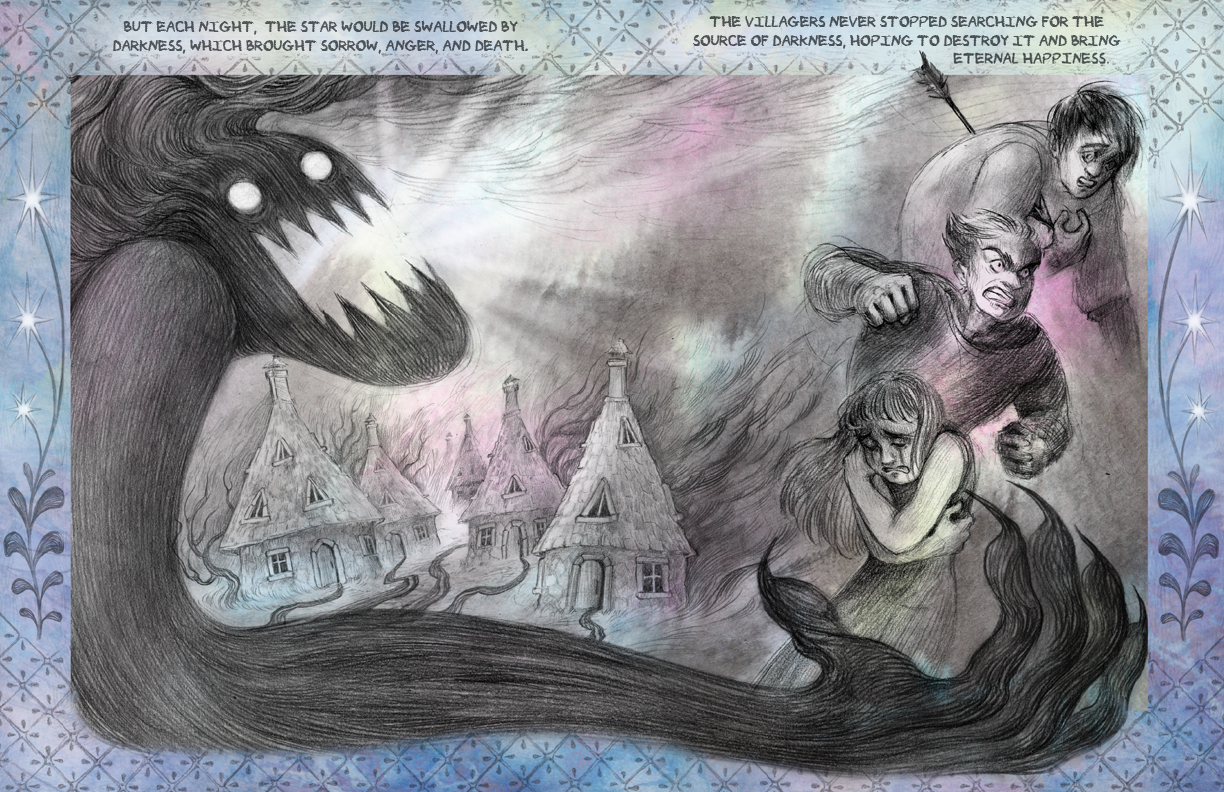 BUT EACH NIGHT, THE STAR WOULD BE SWALLOWED BY
DARKNESS, WHICH BROUGHT SORROW, ANGER, AND DEATH.
THE VILLAGERS NEVER STOPPED SEARCHING FOR THE
SOURCE OF DARKNESS, HOPING TO DESTROY IT AND BRING
ETERNAL HAPPINESS.